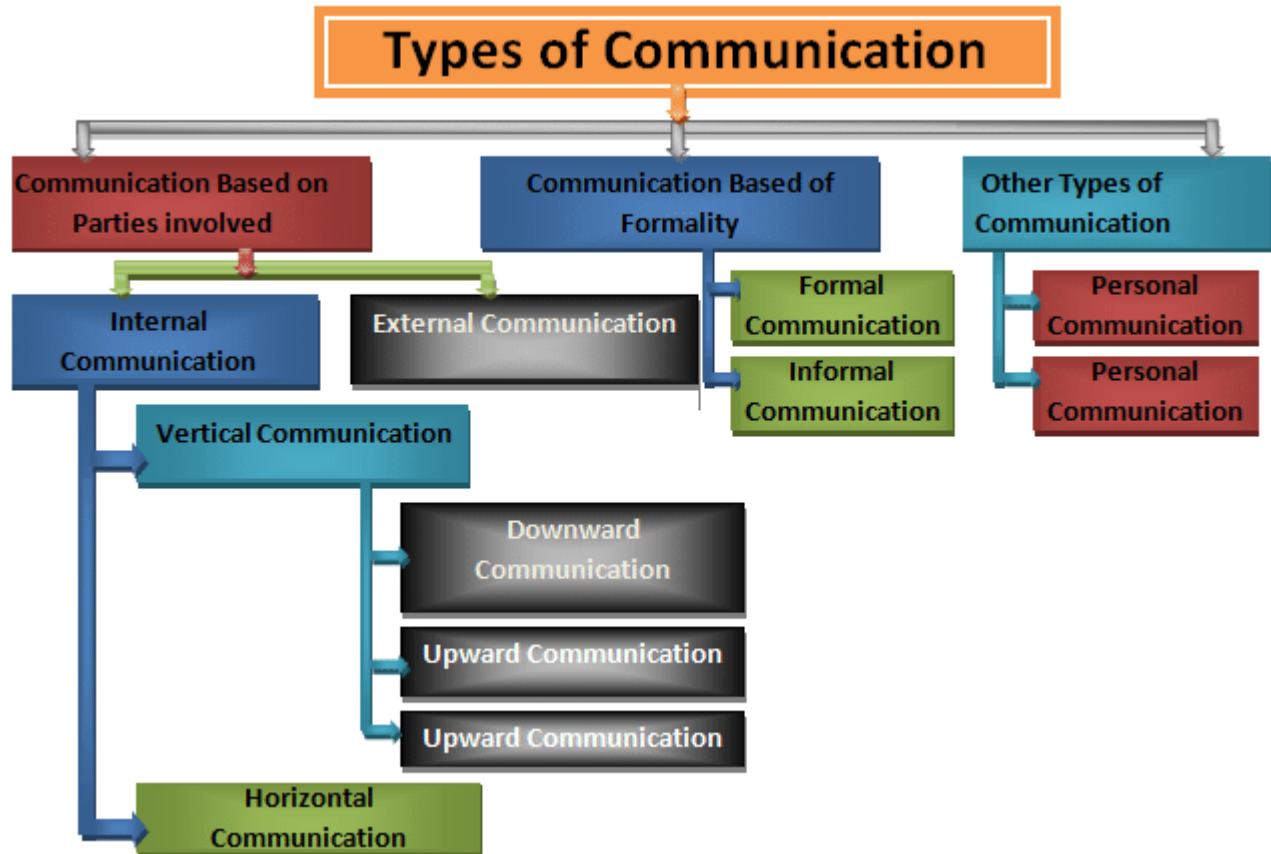 Types of Communication
Communication Based on
Parties involved
Communication Based of
Formality
Other Types of
Communication
Internal
Communication
External Communication
Formal
Communication
Informal
Communication
Personal
Communication
Personal
Communication
Vertical Communication
Downward
Communication
Upward Communication
Upward Communication
Horizontal
Communication